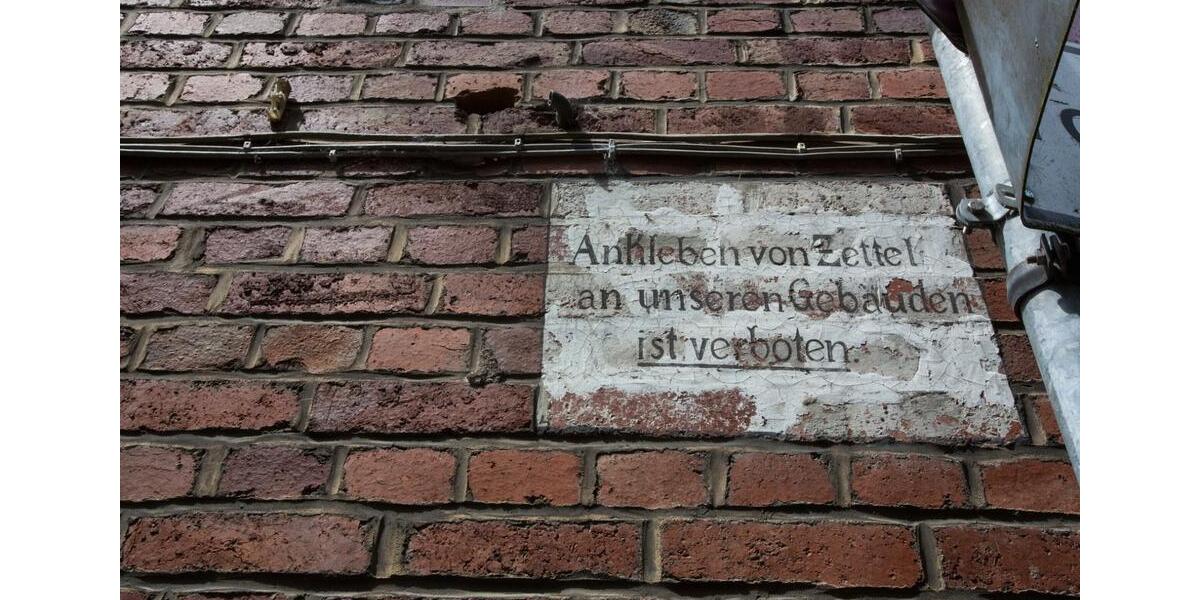 Ankleben von Zettel
an unseren Gebäuden
ist verboten.